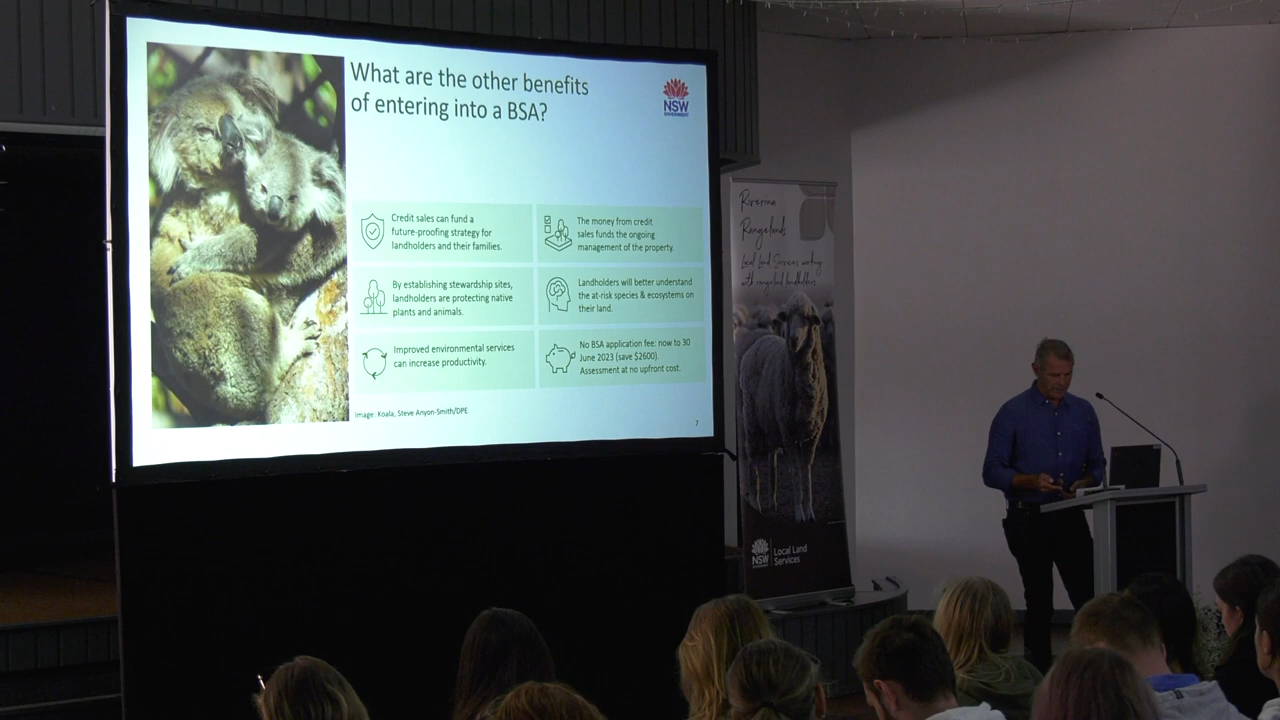 What are the other benefits
of entering into a BSA?
NSW
GOVERNMENT
Credit sales can fund a
future-proofing strategy for
landholders and their families.
The money from credit
sales funds the ongoing
management of the property.
By establishing stewardship sites,
landholders are protecting native
plants and animals.
Landholders will better understand
the at-risk species & ecosystems on
their land.
Improved environmental services
can increase productivity.
No BSA application fee: now to 30
June 2023 (save $2600).
Assessment at no upfront cost.
Image: Koala, Steve Anyon-Smith/DPE
7
Riverina
Rangelands
Local Land Services working
with rangeland landholders
NSW
Local Land
Services